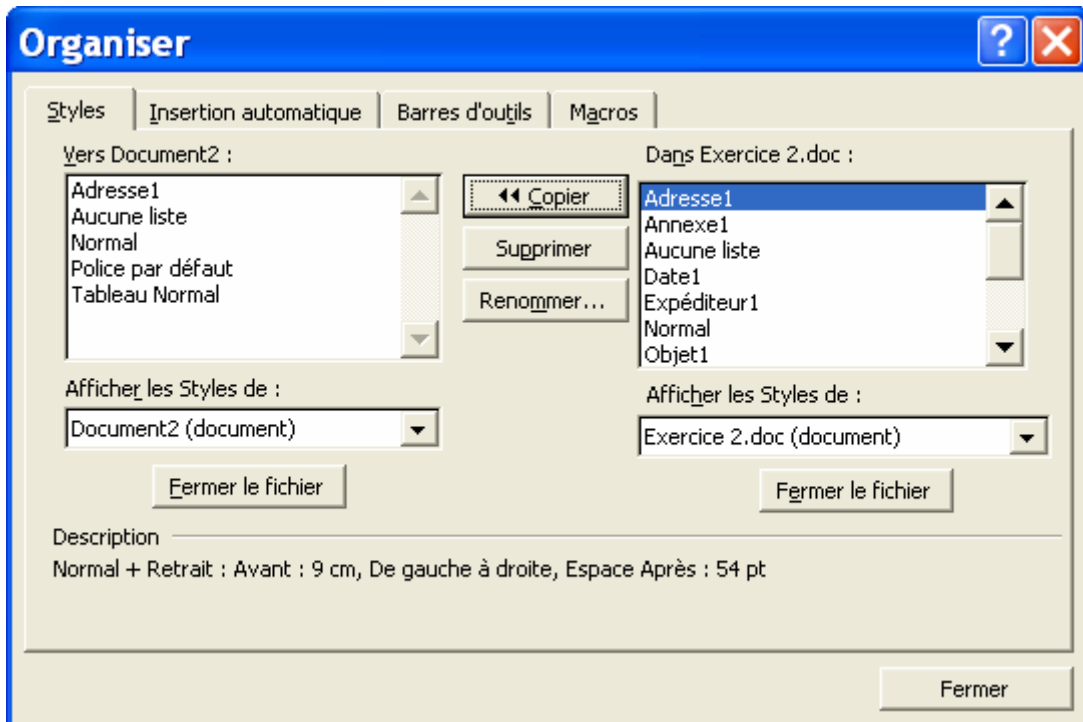 Organiser
Styles
Insertion automatique
Barres d'outils
Macros
Vers Document2 :
Adresse1
Aucune liste
Normal
Police par défaut
Tableau Normal
Copier
Supprimer
Renommer...
Dans Exercice 2.doc :
Adresse1
Annexe1
Aucune liste
Date1
Expéditeur1
Normal
Objet1
Afficher les Styles de :
Document2 (document)
Fermer le fichier
Afficher les Styles de :
Exercice 2.doc (document)
Fermer le fichier
Description
Normal + Retrait : Avant : 9 cm, De gauche à droite, Espace Après : 54 pt
Fermer